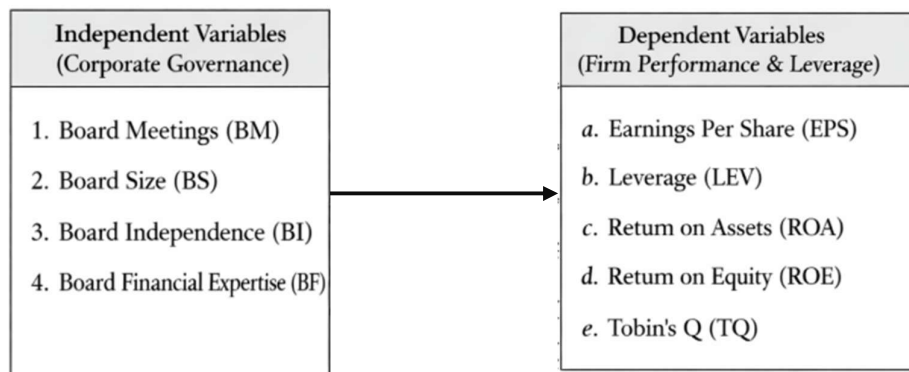 Independent Variables
(Corporate Governance)
1. Board Meetings (BM)
2. Board Size (BS)
3. Board Independence (BI)
4. Board Financial Expertise (BF)
Dependent Variables
(Firm Performance & Leverage)
a. Earnings Per Share (EPS)
b. Leverage (LEV)
c. Return on Assets (ROA)
d. Return on Equity (ROE)
e. Tobin's Q (TQ)